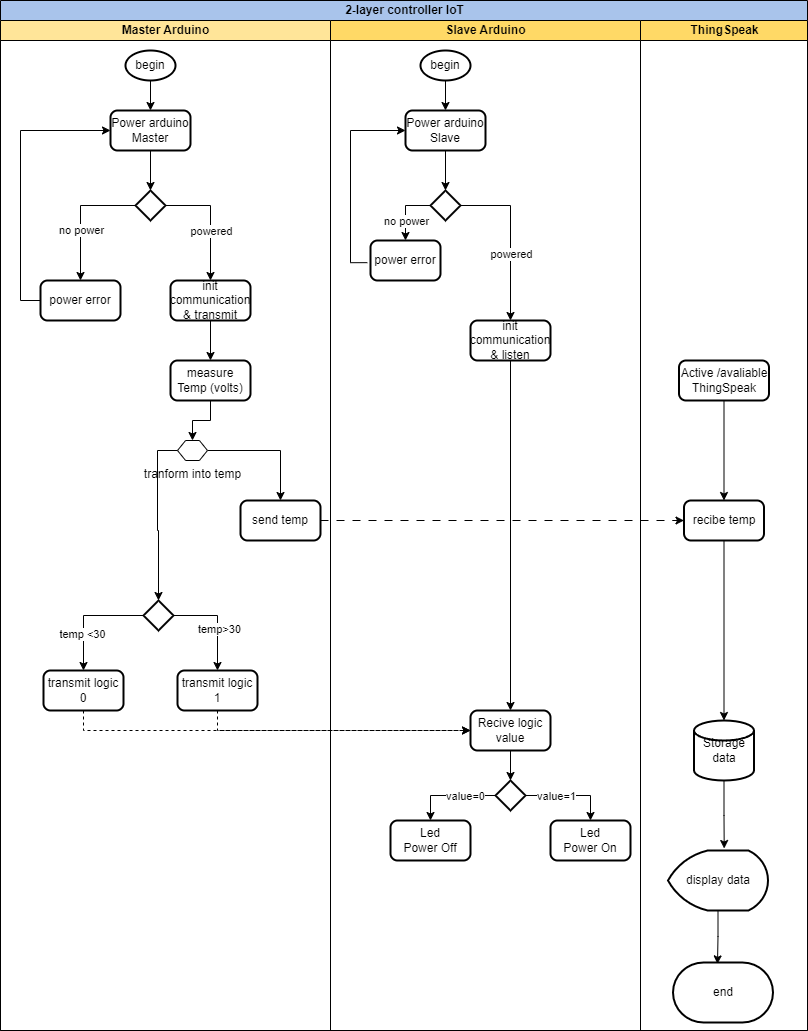 2-layer controller IoT
Master Arduino
Slave Arduino
ThingSpeak
begin
Power arduino
Master
no power
powered
power error
init
communication
& transmit
measure
Temp (volts)
tranform into temp
send temp
temp <30
temp>30
transmit logic
0
transmit logic
1
begin
Power arduino
Slave
no power
power error
powered
init
communication
& listen
Recive logic
value
value=0
value=1
Led
Power Off
Led
Power On
Active /avaliable
ThingSpeak
recibe temp
Storage
data
display data
end